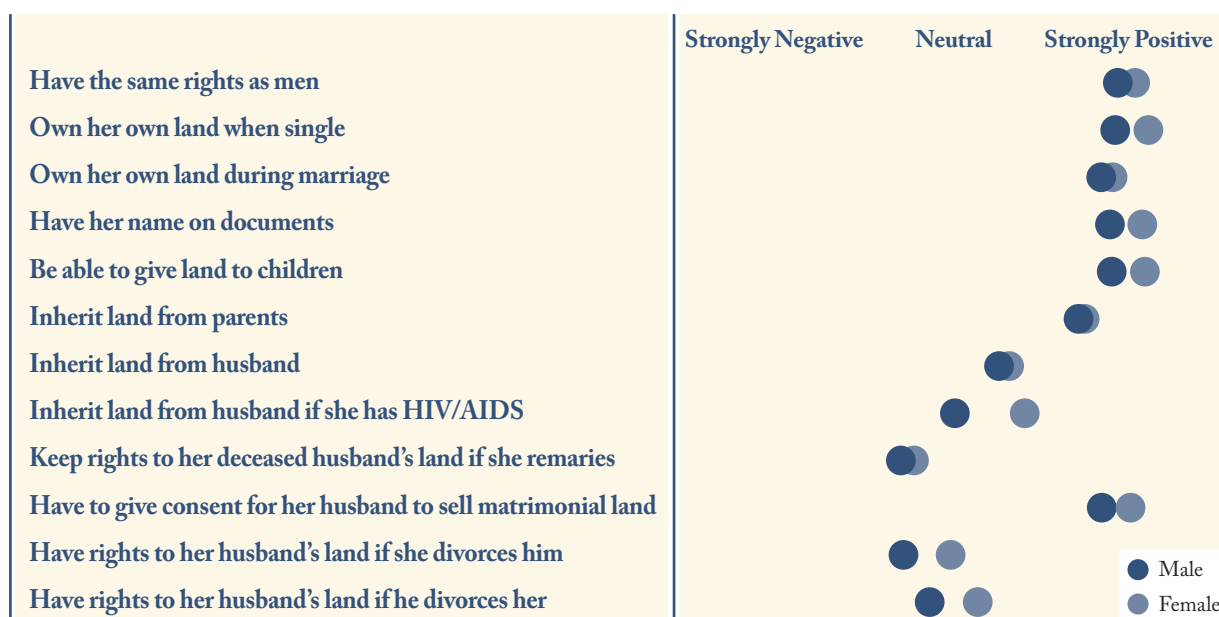 Strongly Negative Neutral Strongly Positive
Have the same rights as men
Own her own land when single
Own her own land during marriage
Have her name on documents
Be able to give land to children
Inherit land from parents
Inherit land from husband
Inherit land from husband if she has HIV/AIDS
Keep rights to her deceased husband’s land if she remaries
Have to give consent for her husband to sell matrimonial land
Have rights to her husband’s land if she divorces him
Have rights to her husband’s land if he divorces her
Male
Female